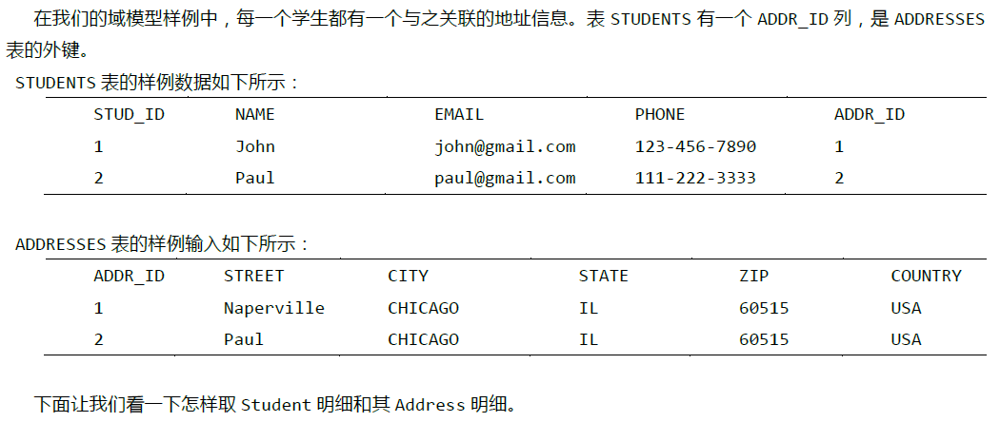 在我们的域模型样例中，每一个学生都有一个与之关联的地址信息。表 STUDENTS 有一个 ADDR_ID 列，是 ADDRESSES
表的外键。
STUDENTS 表的样例数据如下所示：
STUD_ID NAME EMAIL PHONE ADDR_ID
1 John john@gmail.com 123-456-7890 1
2 Paul paul@gmail.com 111-222-3333 2
ADDRESSES 表的样例输入如下所示：
ADDR_ID STREET CITY STATE ZIP COUNTRY
1 Naperville CHICAGO IL 60515 USA
2 Paul CHICAGO IL 60515 USA
下面让我们看一下怎样取 Student 明细和其 Address 明细。